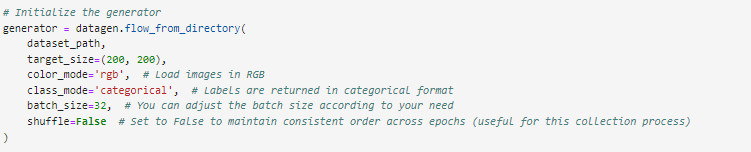 # Initialize the generator
generator = datagen.flow_from_directory(
    dataset_path,
    target_size=(200, 200),
    color_mode='rgb',  # Load images in RGB
    class_mode='categorical',  # Labels are returned in categorical format
    batch_size=32,  # You can adjust the batch size according to your need
    shuffle=False  # Set to False to maintain consistent order across epochs (useful for this collection process)
)